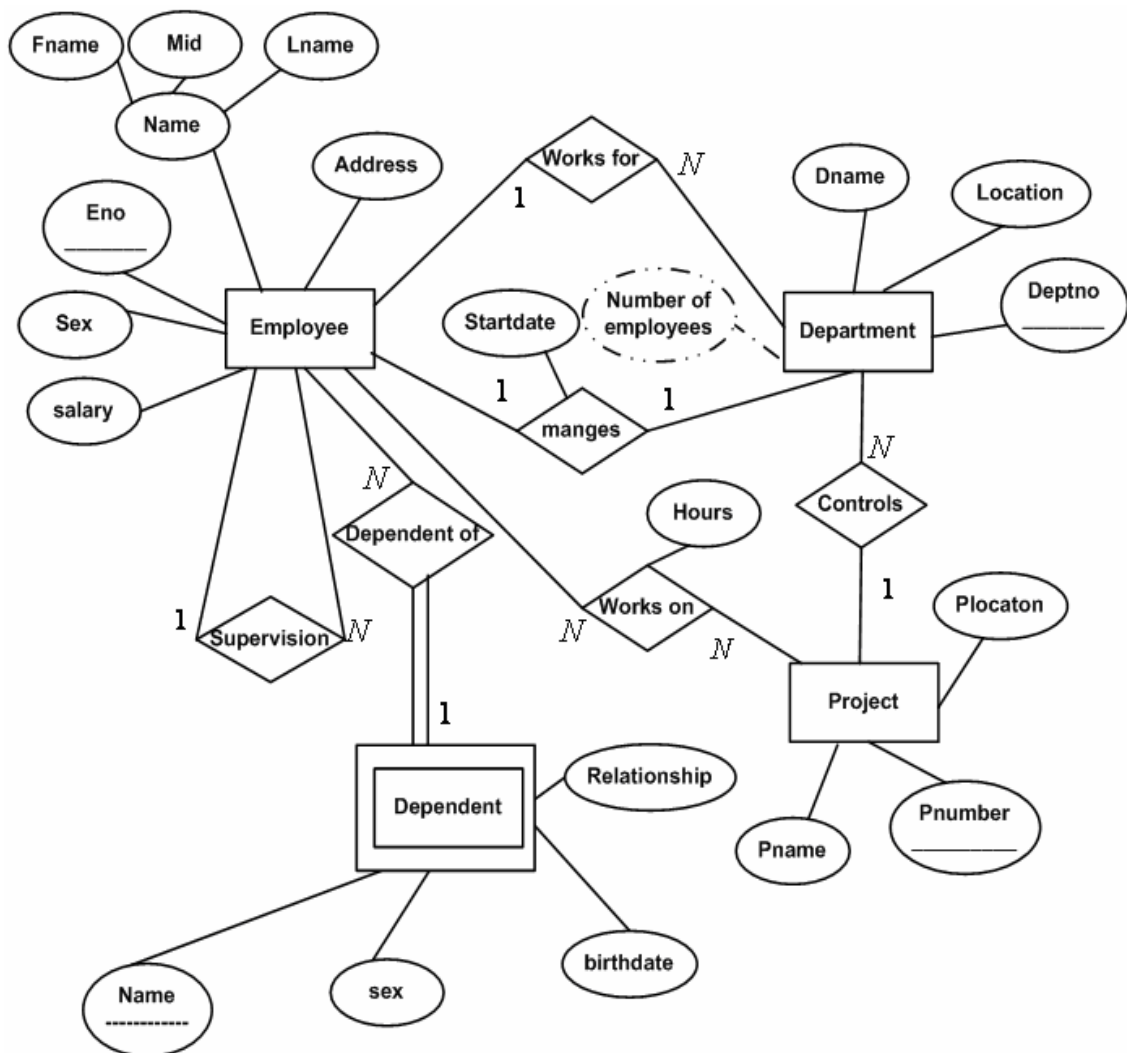 Fname
Mid
Lname
Name
Address
Eno
Sex
salary
Employee
Works for
1
N
Dname
Location
Deptno
Number of
employees
Department
Startdate
1
manges
1
N
Dependent of
1
1
Supervision
N
Hours
Works on
N
N
N
Controls
1
Plocaton
Project
Pname
Pnumber
Dependent
Relationship
Name
sex
birthdate